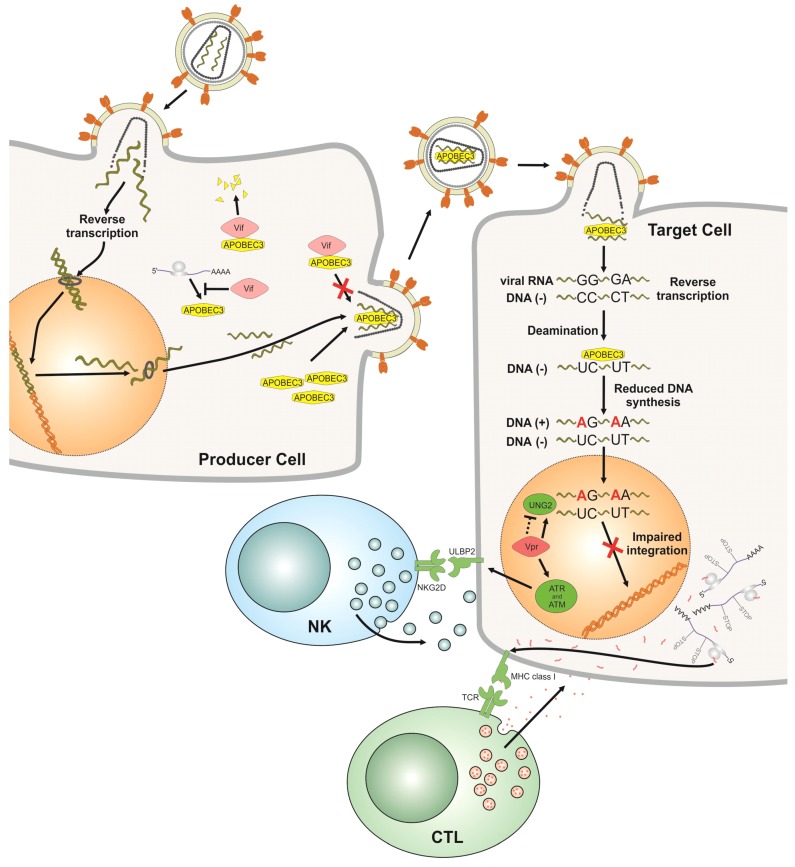 APOBEC3
Reverse
transcription
Vif
APOBEC3
Vif
APOBEC3
5'
AAAA
Vif
APOBEC3
APOBEC3
APOBEC3
APOBEC3
APOBEC3
Producer Cell
Target Cell
APOBEC3
viral RNA GG GA
DNA (-) CC CT
Reverse
transcription
Deamination
APOBEC3
DNA (-) UC UT
Reduced DNA
synthesis
DNA (+) AG AA
DNA (-) UC UT
UNG2
AG AA
UC UT
Vpr
Impaired
integration
ATR
and
ATM
ULBP2
NKG2D
NK
STOP
AAAA
5'
STOP
STOP
STOP
AAAA
AAAA
5'
STOP
STOP
5'
MHC class I
TCR
CTL